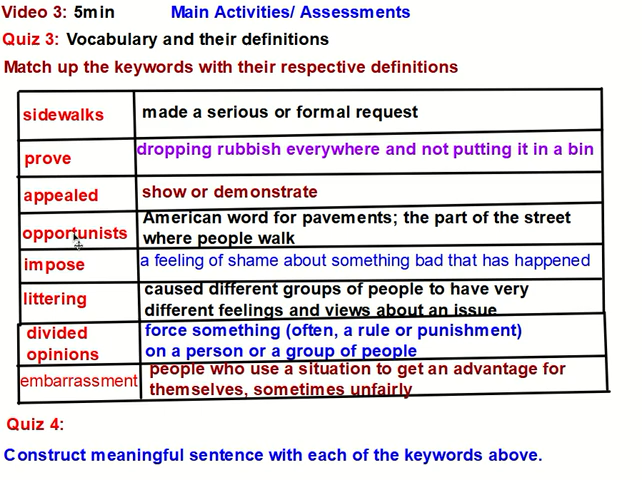 Video 3: 5min Main Activities/ Assessments
Quiz 3: Vocabulary and their definitions
Match up the keywords with their respective definitions
sidewalks made a serious or formal request
prove dropping rubbish everywhere and not putting it in a bin
appealed show or demonstrate
opportunists American word for pavements; the part of the street
where people walk
impose a feeling of shame about something bad that has happened
littering caused different groups of people to have very
different feelings and views about an issue
divided force something (often, a rule or punishment)
opinions on a person or a group of people
embarrassment people who use a situation to get an advantage for
themselves, sometimes unfairly
Quiz 4:
Construct meaningful sentence with each of the keywords above.